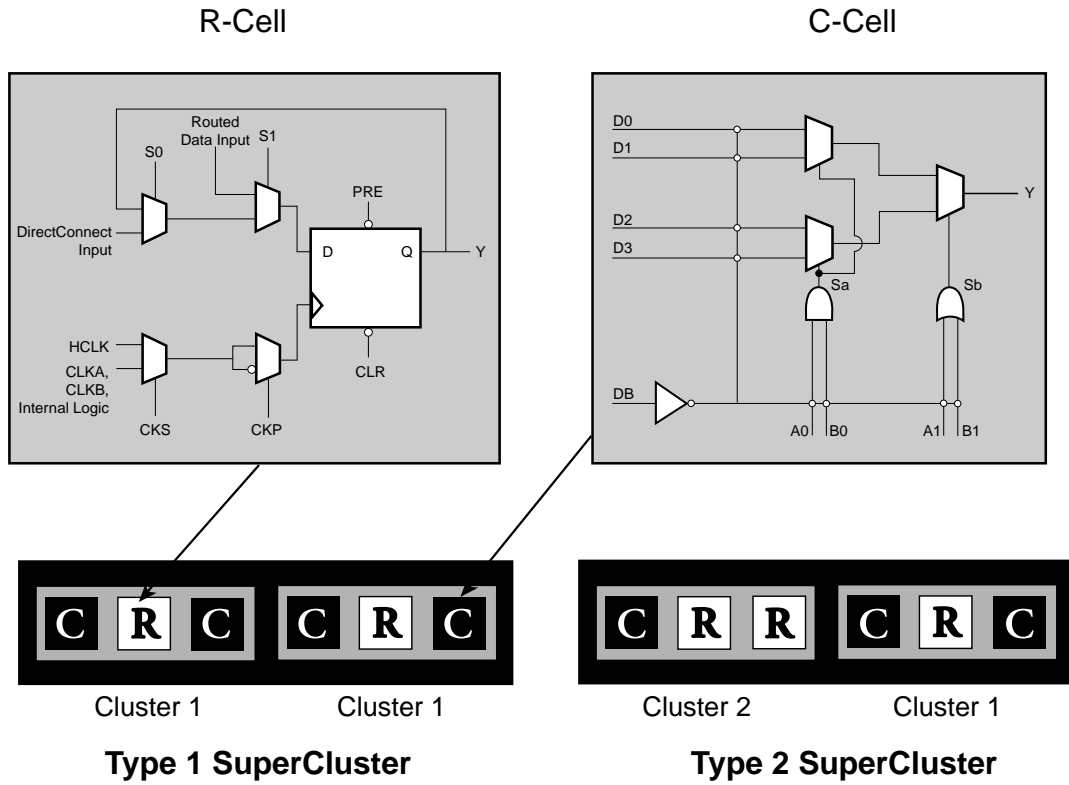 R-Cell
C-Cell
Routed
Data Input
S1
S0
PRE
DirectConnect
Input
D
Q
Y
HCLK
CLKA,
CLKB,
Internal Logic
CLR
CKS
CKP
D0
D1
D2
D3
Y
Sa
Sb
DB
A0
B0
A1
B1
C R C
C R C
C R R
C R C
Cluster 1
Cluster 1
Cluster 2
Cluster 1
Type 1 SuperCluster
Type 2 SuperCluster